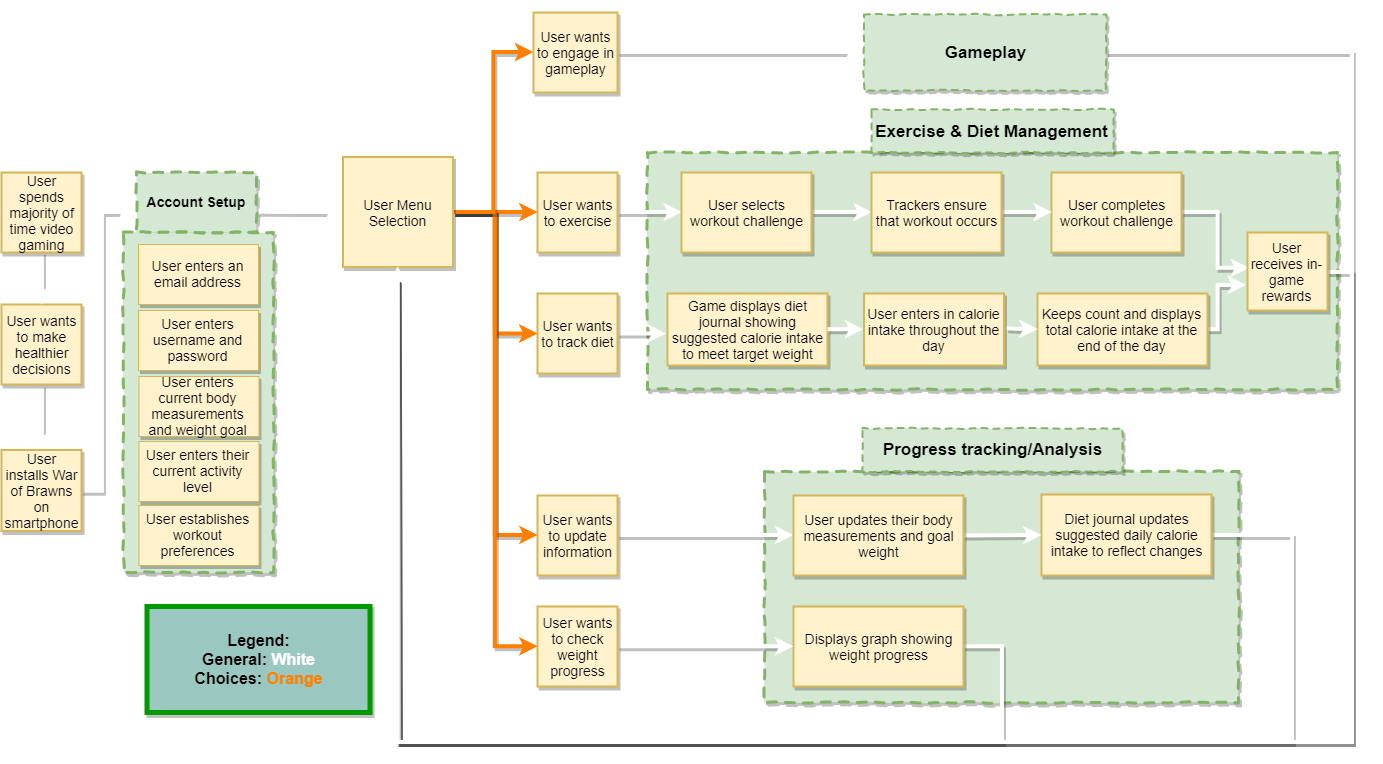 User
spends
majority of
time video
gaming
User wants
to make
healthier
decisions
User
installs War
of Brawns
on
smartphone
Account Setup
User enters an
email address
User enters
username and
password
User enters
current body
measurements
and weight goal
User enters their
current activity
level
User establishes
workout
preferences
Legend:
General: White
Choices: Orange
User Menu
Selection
User wants
to engage in
gameplay
Gameplay
Exercise & Diet Management
User wants
to exercise
User selects
workout challenge
Trackers ensure
that workout occurs
User completes
workout challenge
User
receives in-
game
rewards
User wants
to track diet
Game displays diet
journal showing
suggested calorie intake
to meet target weight
User enters in calorie
intake throughout the
day
Keeps count and displays
total calorie intake at the
end of the day
Progress tracking/Analysis
User wants
to update
information
User updates their body
measurements and goal
weight
Diet journal updates
suggested daily calorie
intake to reflect changes
User wants
to check
weight
progress
Displays graph showing
weight progress